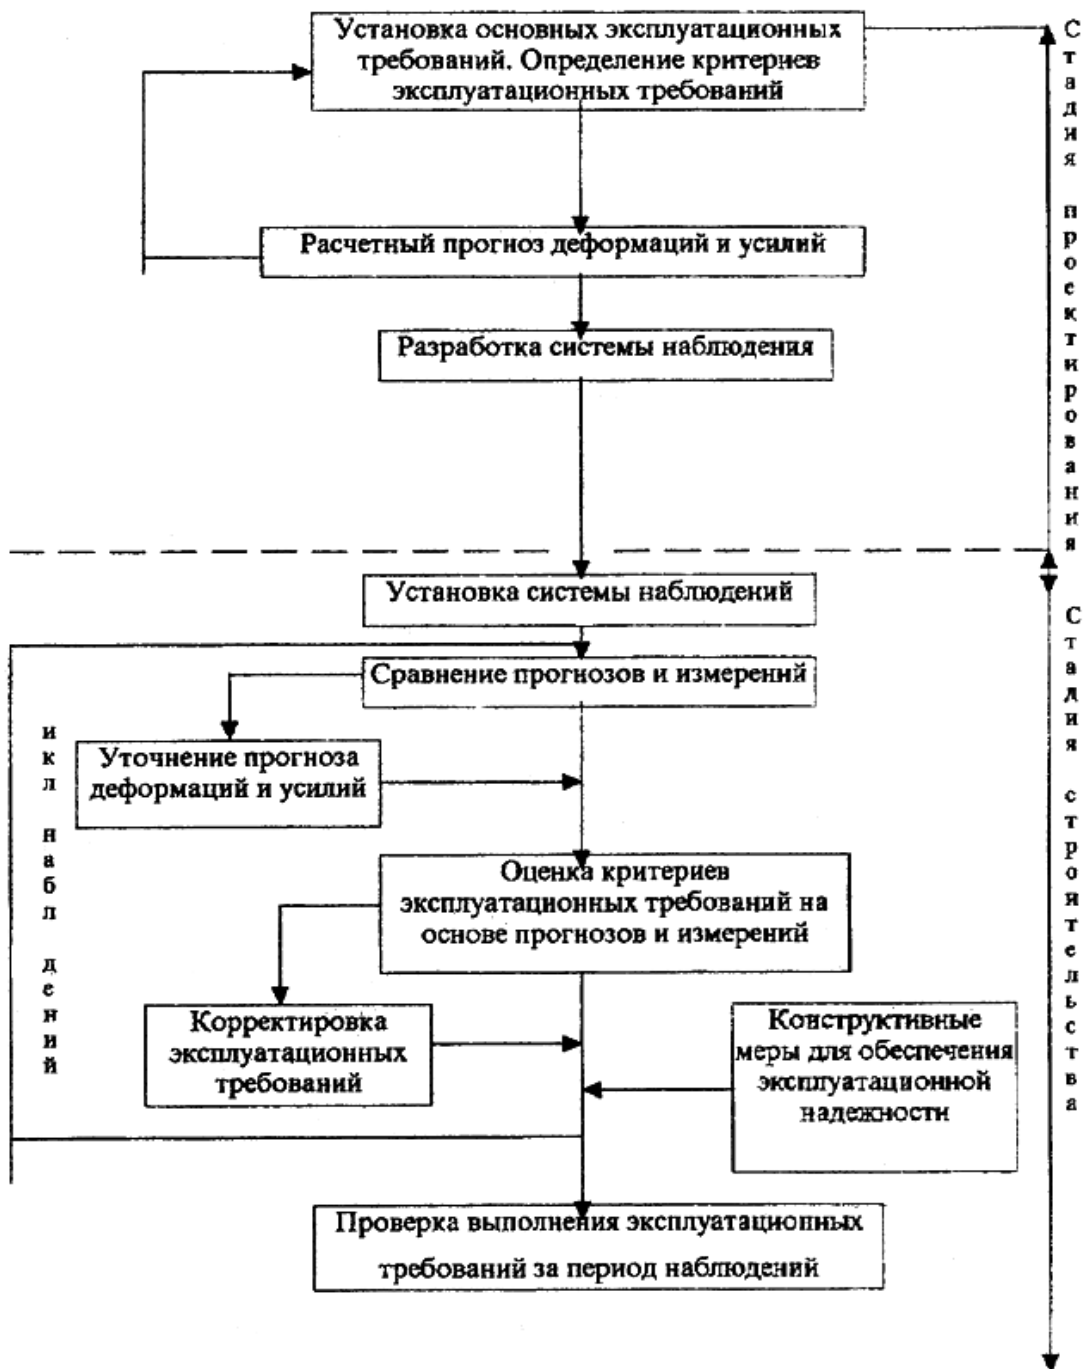 Установка основных эксплуатационных
требований. Определение критериев
эксплуатационных требований
Расчетный прогноз деформаций и усилий
Разработка системы наблюдения
Стадия проектирования
Установка системы наблюдений
Сравнение прогнозов и измерений
Уточнение прогноза
деформаций и усилий
икл набл дений
Оценка критериев
эксплуатационных требований на
основе прогнозов и измерений
Корректировка
эксплуатационных
требований
Конструктивные
меры для обеспечения
эксплуатационной
надежности
Стадия строительства
Проверка выполнения эксплуатационных
требований за период наблюдений